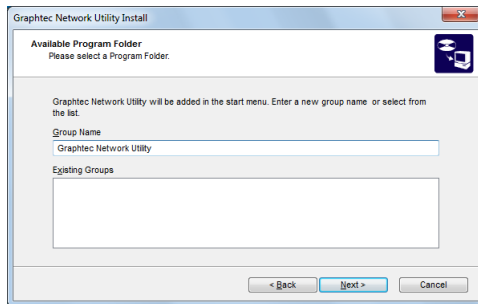 Graphtec Network Utility Install
Available Program Folder
Please select a Program Folder.
Graphtec Network Utility will be added in the start menu. Enter a new group name or select from
the list.
Group Name
Graphtec Network Utility
Existing Groups
< Back Next > Cancel